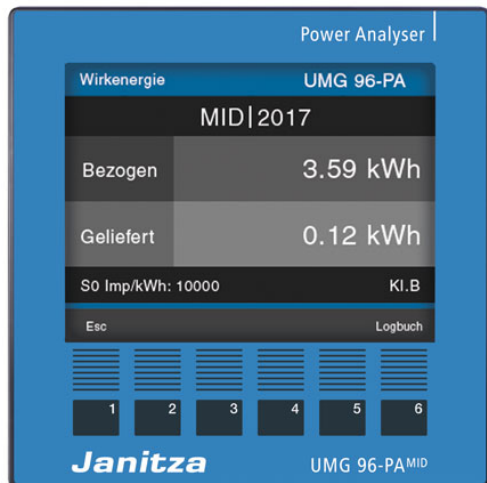 Power Analyser
Wirkenergie UMG 96-PA
MID|2017
Bezogen 3.59 kWh
Geliefert 0.12 kWh
S0 Imp/kWh: 10000 Kl.B
Esc Logbuch
1 2 3 4 5 6
Janitza UMG 96-PAMID